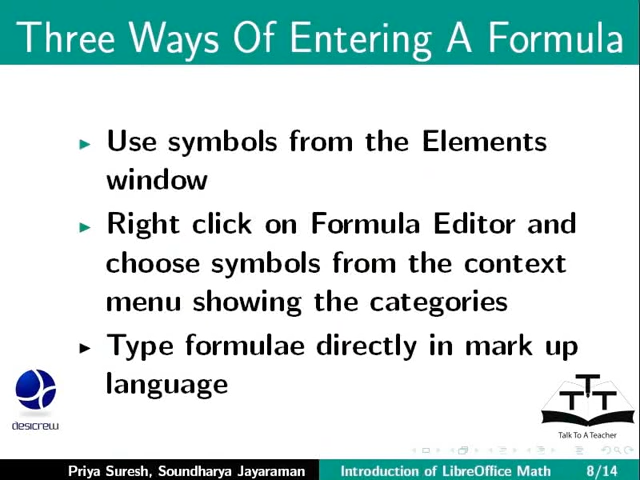 Three Ways Of Entering A Formula
Use symbols from the Elements
window
Right click on Formula Editor and
choose symbols from the context
menu showing the categories
Type formulae directly in mark up
language
desicrew
TTT
Talk To A Teacher
Priya Suresh, Soundharya Jayaraman Introduction of LibreOffice Math 8/14